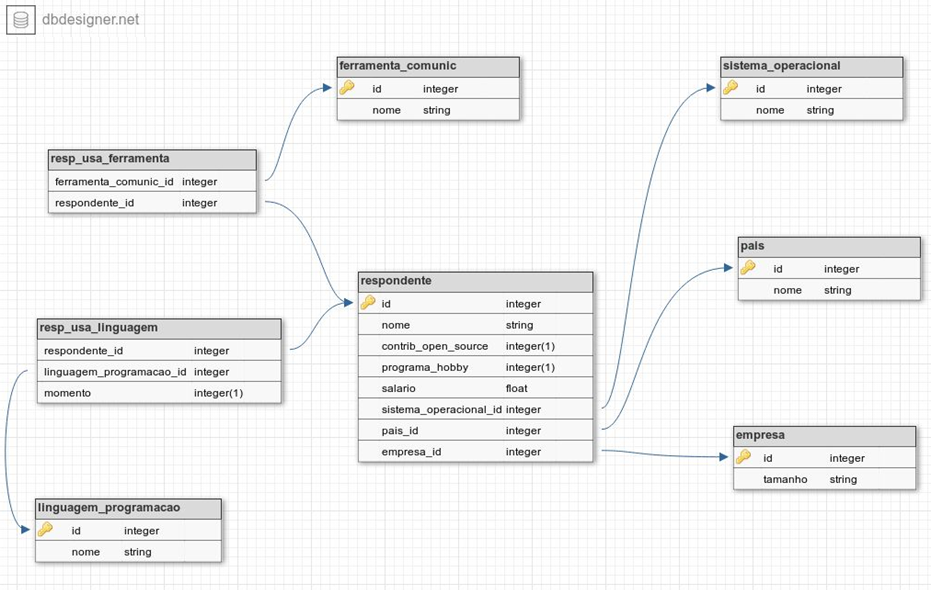 dbdesigner.net
ferramenta_comunic
id integer
nome string
sistema_operacional
id integer
nome string
resp_usa_ferramenta
ferramenta_comunic_id integer
respondente_id integer
pais
id integer
nome string
respondente
id integer
nome string
contrib_open_source integer(1)
programa_hobby integer(1)
salario float
sistema_operacional_id integer
pais_id integer
empresa_id integer
resp_usa_linguagem
respondente_id integer
linguagem_programacao_id integer
momento integer(1)
empresa
id integer
tamanho string
linguagem_programacao
id integer
nome string